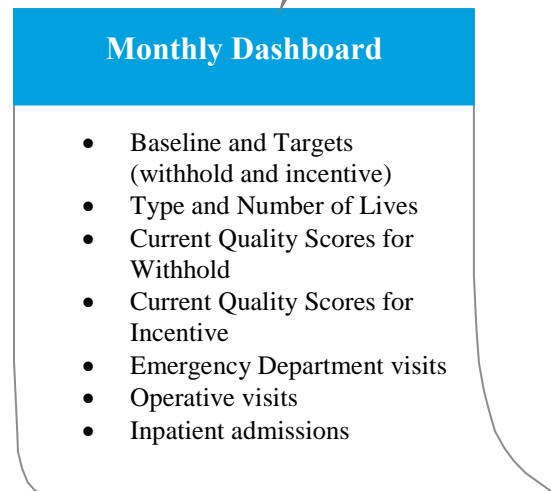 Monthly Dashboard
• Baseline and Targets
(withhold and incentive)
• Type and Number of Lives
• Current Quality Scores for
Withhold
• Current Quality Scores for
Incentive
• Emergency Department visits
• Operative visits
• Inpatient admissions